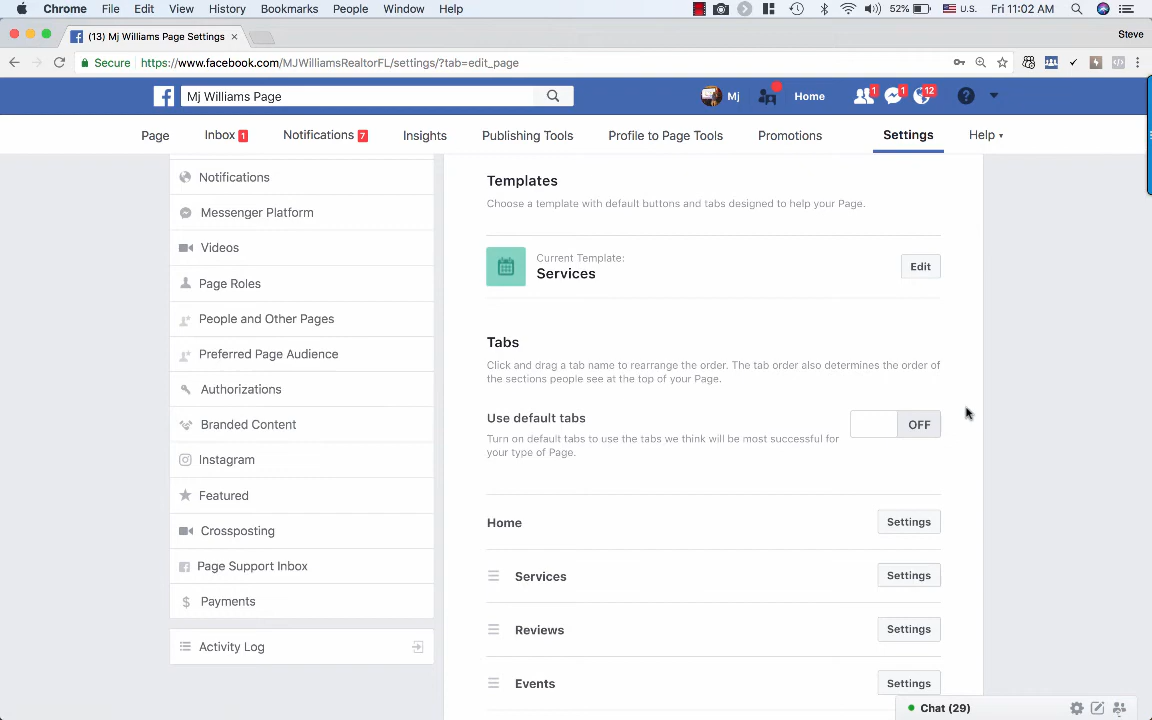 Chrome File Edit View History Bookmarks People Window Help 52% U.S. Fri 11:02 AM
(13) Mj Williams Page Settings × Steve
Secure https://www.facebook.com/MJWilliamsRealtorFL/settings/?tab=edit_page
Mj Williams Page Mj Home 1 1 12
Page Inbox 1 Notifications 7 Insights Publishing Tools Profile to Page Tools Promotions Settings Help
Notifications
Messenger Platform
Videos
Page Roles
People and Other Pages
Preferred Page Audience
Authorizations
Branded Content
Instagram
Featured
Crossposting
Page Support Inbox
Payments
Activity Log
Templates
Choose a template with default buttons and tabs designed to help your Page.
Current Template:
Services Edit
Tabs
Click and drag a tab name to rearrange the order. The tab order also determines the order of
the sections people see at the top of your Page.
Use default tabs OFF
Turn on default tabs to use the tabs we think will be most successful for
your type of Page.
Home Settings
Services Settings
Reviews Settings
Events Settings
Chat (29)